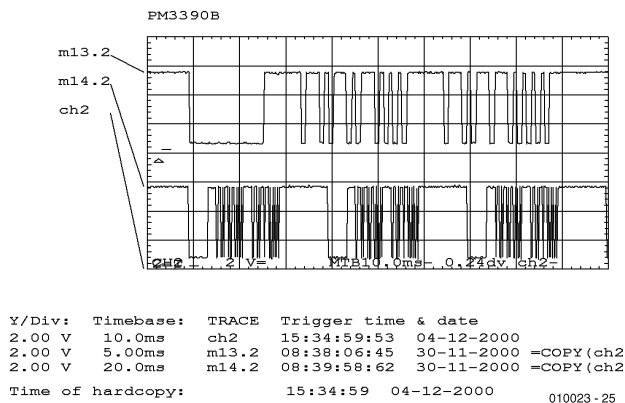 PM3390B
m13.2
m14.2
ch2
CH2 2 V= MTB10.0ms- 0.24dv ch2-
Y/Div: Timebase: TRACE Trigger time & date
2.00 V 10.0ms ch2 15:34:59:53 04-12-2000
2.00 V 5.00ms m13.2 08:38:06:45 30-11-2000 =COPY(ch2
2.00 V 20.0ms m14.2 08:39:58:62 30-11-2000 =COPY(ch2
Time of hardcopy: 15:34:59 04-12-2000
010023 - 25